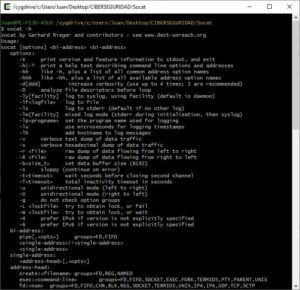 /cygdrive/c/Users/Juan/Desktop/CIBERSEGURIDAD/Socat
Juan@PC-FIJO-ASUS /cygdrive/c/Users/Juan/Desktop/CIBERSEGURIDAD/Socat
$ socat -h
socat by Gerhard Rieger and contributors - see www.dest-unreach.org
Usage:
socat [options] <bi-address> <bi-address>
options:
-V print version and feature information to stdout, and exit
-h|-? print a help text describing command line options and addresses
-hh like -h, plus a list of all common address option names
-hhh like -hh, plus a list of all available address option names
-d[ddd] increase verbosity (use up to 4 times; 2 are recommended)
-D analyze file descriptors before loop
-ly[facility] log to syslog, using facility (default is daemon)
-lf<logfile> log to file
-ls log to stderr (default if no other log)
-lm[facility] mixed log mode (stderr during initialization, then syslog)
-lp<progname> set the program name used for logging
-lu use microseconds for logging timestamps
-lh add hostname to log messages
-v verbose text dump of data traffic
-x verbose hexadecimal dump of data traffic
-r <file> raw dump of data flowing from left to right
-R <file> raw dump of data flowing from right to left
-b<size_t> set data buffer size (8192)
-s sloppy (continue on error)
-t<timeout> wait seconds before closing second channel
-T<timeout> total inactivity timeout in seconds
-u unidirectional mode (left to right)
-U unidirectional mode (right to left)
-g do not check option groups
-L <lockfile> try to obtain lock, or fail
-W <lockfile> try to obtain lock, or wait
-4 prefer IPv4 if version is not explicitly specified
-6 prefer IPv6 if version is not explicitly specified
bi-address:
pipe[,<opts>] groups=FD,FIFO
<single-address>!!<single-address>
<single-address>
single-address:
<address-head>[,<opts>]
address-head:
create:<filename> groups=FD,REG,NAMED
exec:<command-line> groups=FD,FIFO,SOCKET,EXEC,FORK,TERMIOS,PTY,PARENT,UNIX
fd:<num> groups=FD,FIFO,CHR,BLK,REG,SOCKET,TERMIOS,UNIX,IP4,IP6,UDP,TCP,SCTP